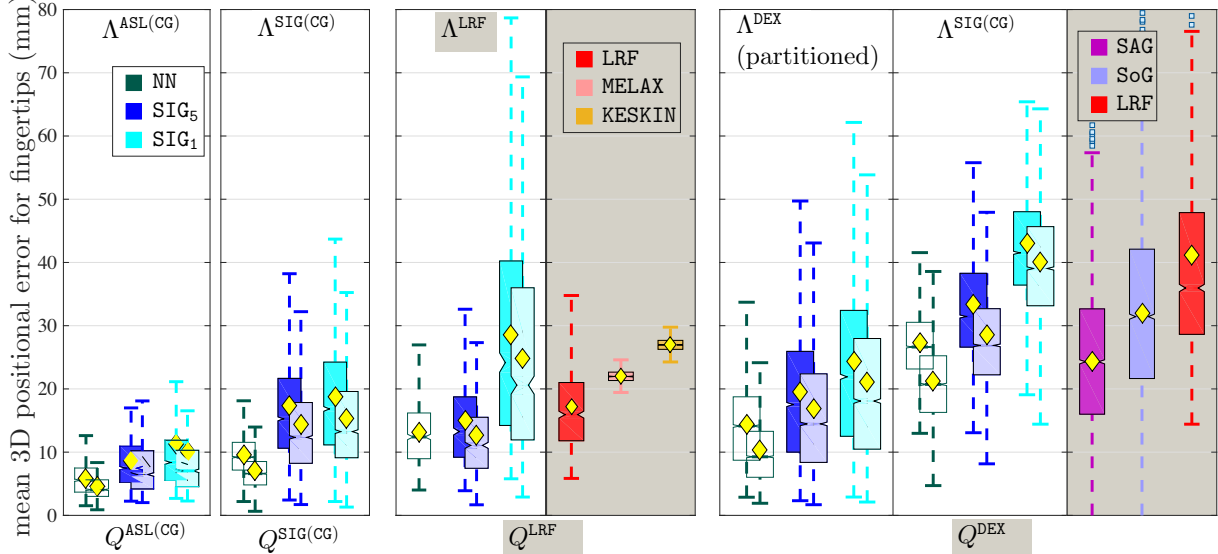 mean 3D positional error for fingertips (mm)
80
70
60
50
40
30
20
10
0
Λ^ASL(CG)
NN
SIG₅
SIG₁
Q^ASL(CG)
Λ^SIG(CG)
Q^SIG(CG)
Λ^LRF
LRF
MELAX
KESKIN
Q^LRF
Λ^DEX
(partitioned)
Λ^SIG(CG)
SAG
SoG
LRF
Q^DEX